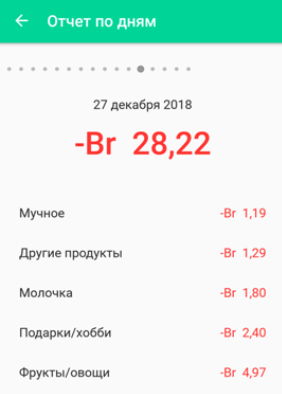 Отчет по дням
27 декабря 2018
-Br 28,22
Мучное -Br 1,19
Другие продукты -Br 1,29
Молочка -Br 1,80
Подарки/хобби -Br 2,40
Фрукты/овощи -Br 4,97